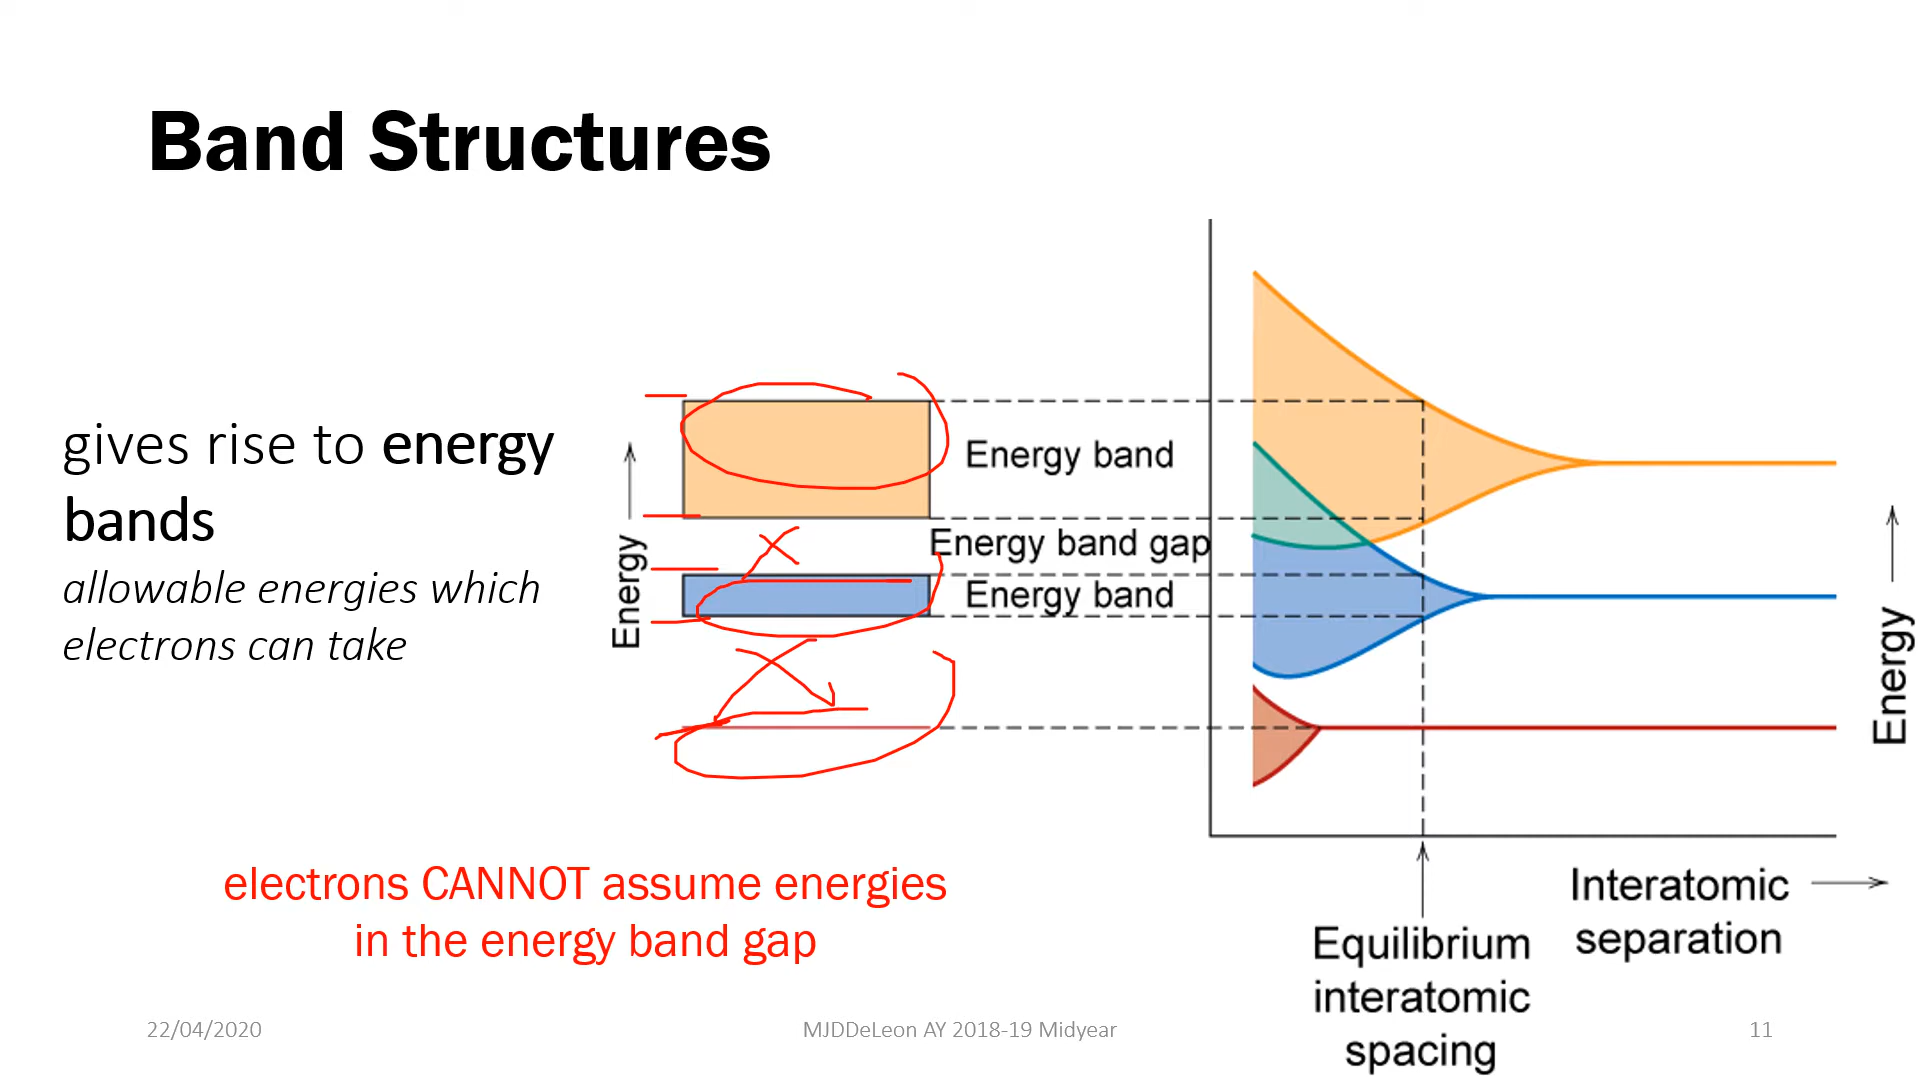 Band Structures
gives rise to energy
bands
allowable energies which
electrons can take
Energy
Energy band
Energy band gap
Energy band
Energy
Equilibrium
interatomic
spacing
Interatomic
separation
electrons CANNOT assume energies
in the energy band gap
22/04/2020
MJDDeLeon AY 2018-19 Midyear
11